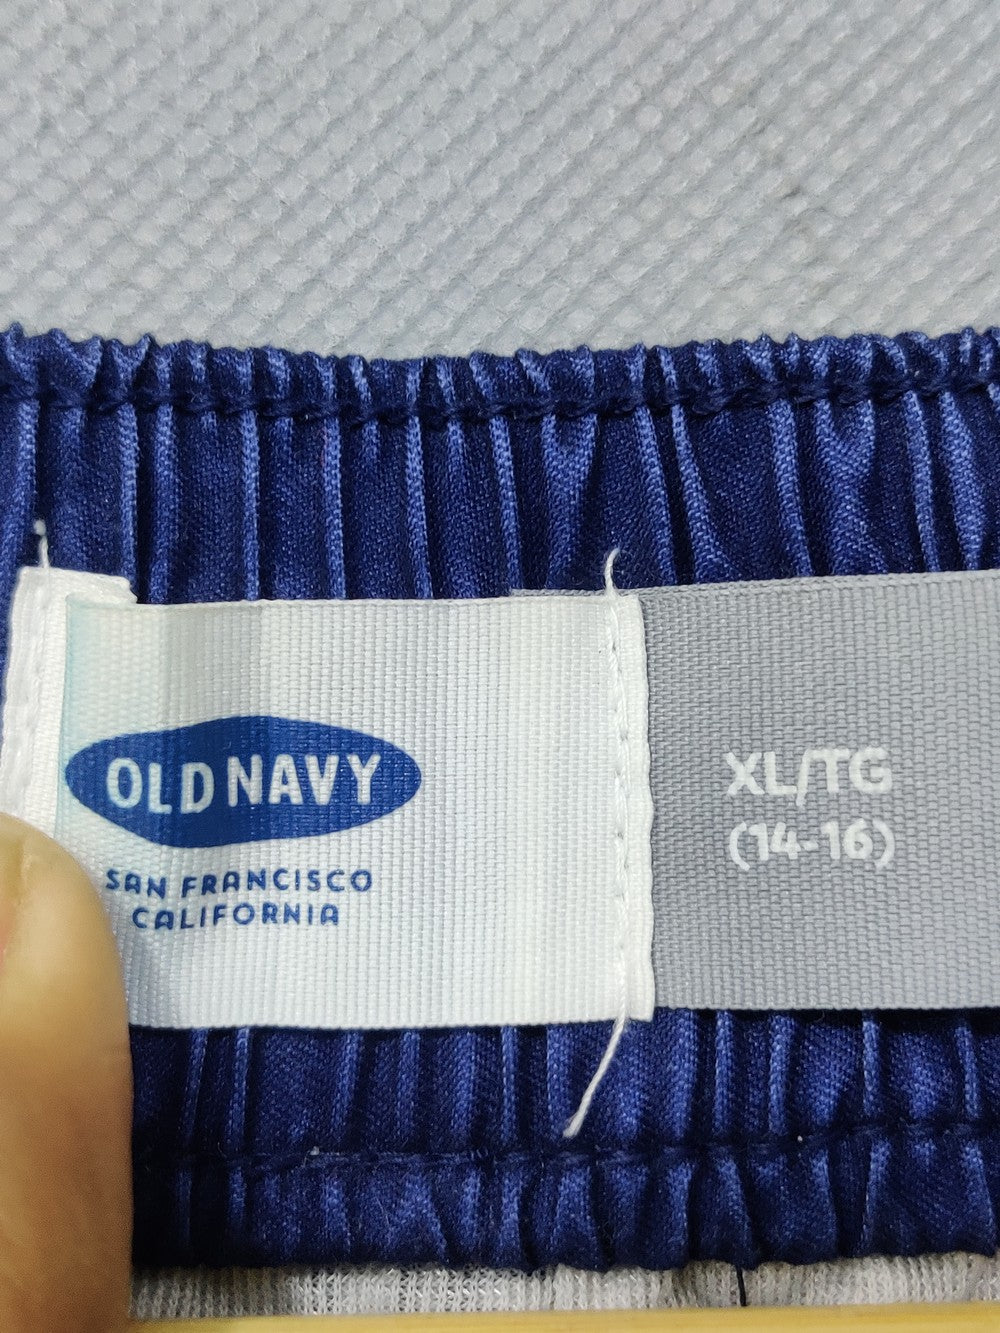 OLD NAVY
SAN FRANCISCO
CALIFORNIA
XL/TG
(14-16)